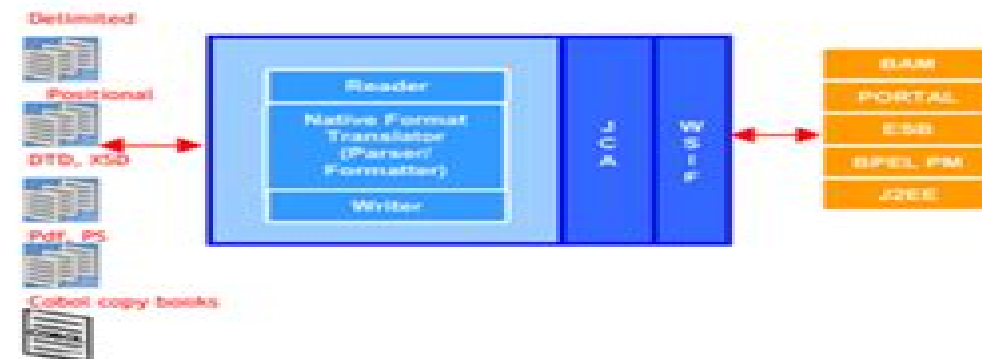 Delimited
Positional
DTD, XSD
Pdf, PS
Cobol copy books
Reader
Native Format
Translator
(Parser/
Formatter)
Writer
J
C
A
W
S
I
F
BAM
PORTAL
ESB
BPEL PM
J2EE